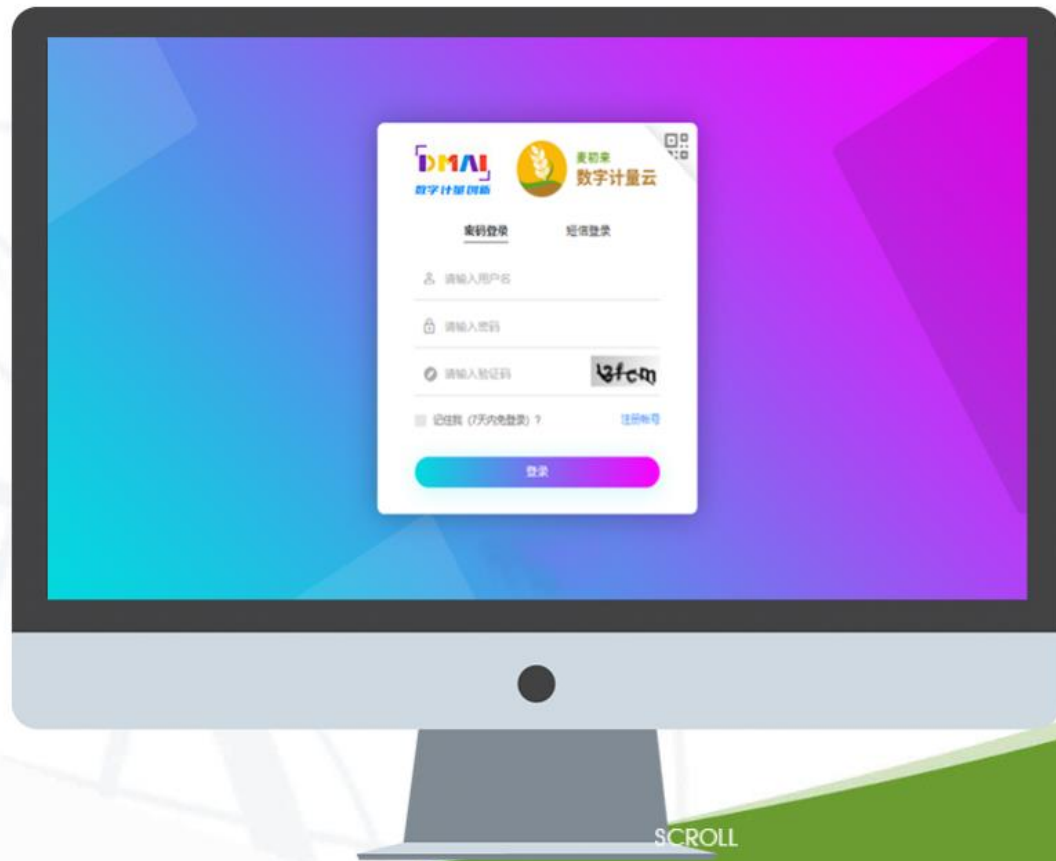 DMAI
数字计量创新
麦初来
数字计量云
密码登录 短信登录
请输入用户名
请输入密码
请输入验证码
记住我（7天内免登录）？ 注册帐号
登录
SCROLL